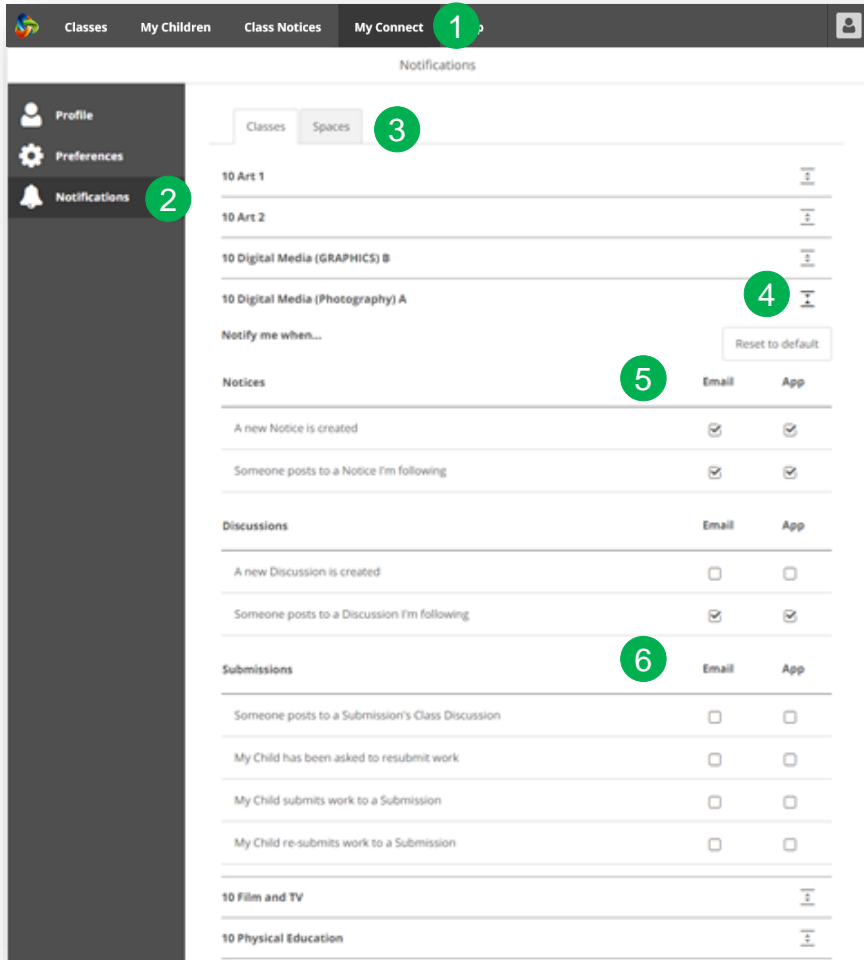 Classes My Children Class Notices My Connect 1 p
Notifications
Profile
Preferences
Notifications 2
Classes Spaces 3
10 Art 1
10 Art 2
10 Digital Media (GRAPHICS) B
10 Digital Media (Photography) A 4
Notify me when...
Reset to default
Notices 5 Email App
A new Notice is created
Someone posts to a Notice I'm following
Discussions Email App
A new Discussion is created
Someone posts to a Discussion I'm following
Submissions 6 Email App
Someone posts to a Submission's Class Discussion
My Child has been asked to resubmit work
My Child submits work to a Submission
My Child re-submits work to a Submission
10 Film and TV
10 Physical Education